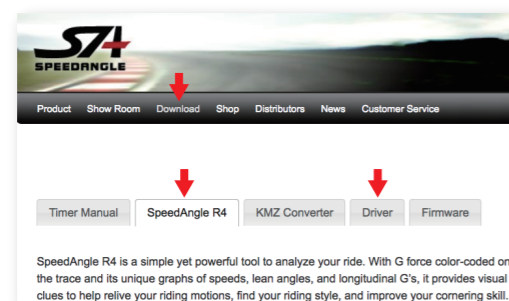 S7+
SPEEDANGLE
Product Show Room Download Shop Distributors News Customer Service
Timer Manual SpeedAngle R4 KMZ Converter Driver Firmware
SpeedAngle R4 is a simple yet powerful tool to analyze your ride. With G force color-coded on
the trace and its unique graphs of speeds, lean angles, and longitudinal G's, it provides visual
clues to help relive your riding motions, find your riding style, and improve your cornering skill.